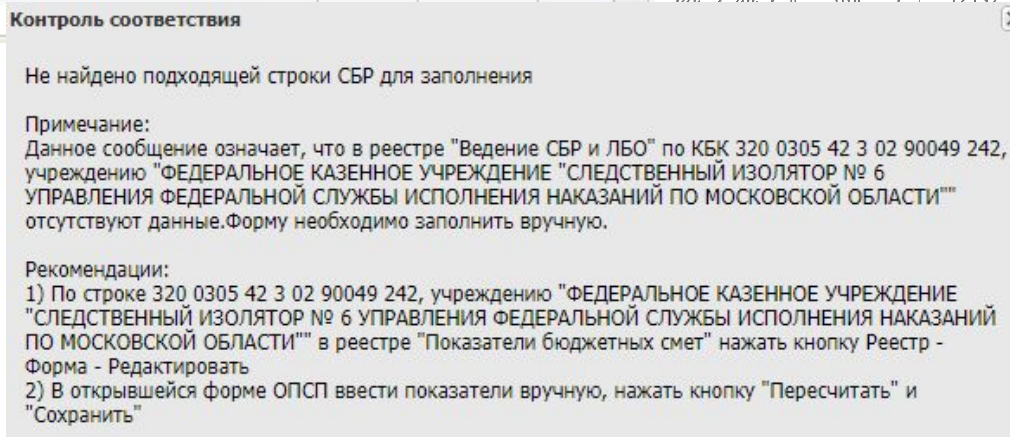 Контроль соответствия
Не найдено подходящей строки СБР для заполнения
Примечание:
Данное сообщение означает, что в реестре "Ведение СБР и ЛБО" по КБК 320 0305 42 3 02 90049 242,
учреждению "ФЕДЕРАЛЬНОЕ КАЗЕННОЕ УЧРЕЖДЕНИЕ "СЛЕДСТВЕННЫЙ ИЗОЛЯТОР № 6
УПРАВЛЕНИЯ ФЕДЕРАЛЬНОЙ СЛУЖБЫ ИСПОЛНЕНИЯ НАКАЗАНИЙ ПО МОСКОВСКОЙ ОБЛАСТИ""
отсутствуют данные.Форму необходимо заполнить вручную.
Рекомендации:
1) По строке 320 0305 42 3 02 90049 242, учреждению "ФЕДЕРАЛЬНОЕ КАЗЕННОЕ УЧРЕЖДЕНИЕ
"СЛЕДСТВЕННЫЙ ИЗОЛЯТОР № 6 УПРАВЛЕНИЯ ФЕДЕРАЛЬНОЙ СЛУЖБЫ ИСПОЛНЕНИЯ НАКАЗАНИЙ
ПО МОСКОВСКОЙ ОБЛАСТИ"" в реестре "Показатели бюджетных смет" нажать кнопку Реестр -
Форма - Редактировать
2) В открывшейся форме ОПСП ввести показатели вручную, нажать кнопку "Пересчитать" и
"Сохранить"